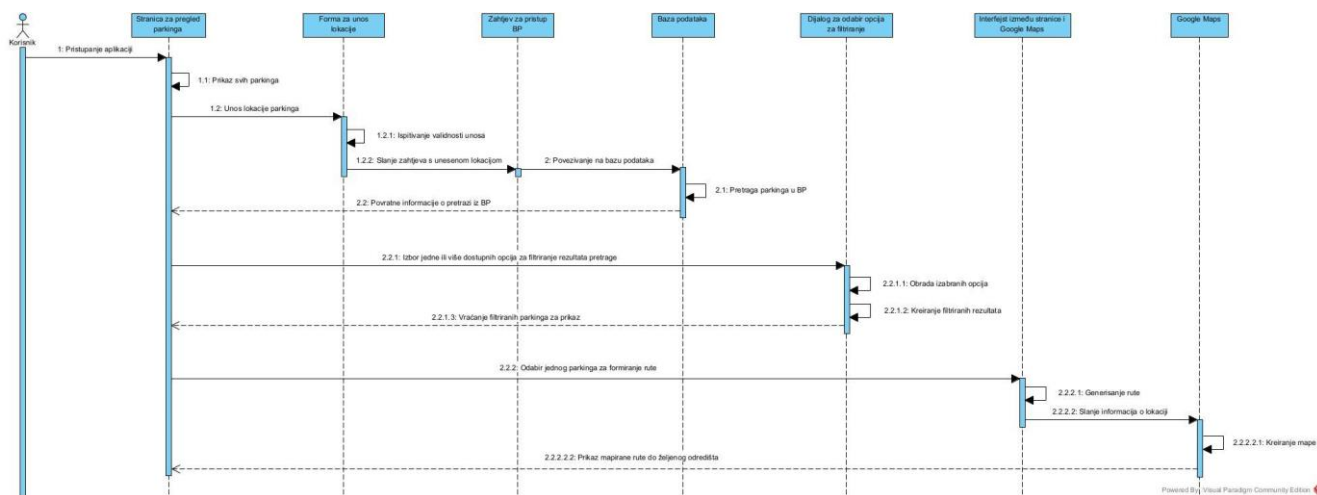 Korisnik
Stranica za pregled
parkinga
Forma za unos
lokacije
Zahtjev za pristup
BP
Baza podataka
Dijalog za odabir opcija
za filtrisnje
Interfejst između stranice i
Google Maps
Google Maps
1: Pristupanje aplikaciji
1.1: Prikaz svih parkinga
1.2: Unos lokacije parkinga
1.2.1: Ispitivanje validnosti unosa
1.2.2: Slanje zahtjeva s unesenom lokacijom
2: Povezivanje na bazu podataka
2.1: Pretraga parkinga u BP
2.2: Povratne informacije o pretrazi iz BP
2.2.1: Izbor jedne ili više dostupnih opcija za filtriranje rezultata pretrage
2.2.1.1: Obrada izabranih opcija
2.2.1.2: Kreiranje filtriranih rezultata
2.2.1.3: Vraćanje filtriranih parkinga za prikaz
2.2.2: Odabir jednog parkinga za formiranje rute
2.2.2.1: Generisanje rute
2.2.2.2: Slanje informacija o lokaciji
2.2.2.2.1: Kreiranje mape
2.2.2.2.2: Prikaz mapirane rute do željenog odredišta
Powered By: Visual Paradigm Community Edition